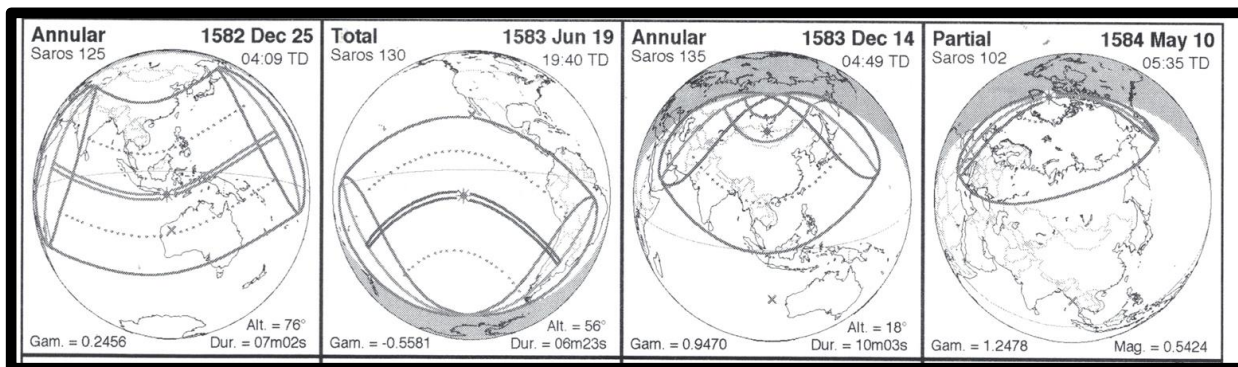 Annular 1582 Dec 25
Saros 125 04:09 TD
Alt. = 76°
Gam. = 0.2456 Dur. = 07m02s
Total 1583 Jun 19
Saros 130 19:40 TD
Alt. = 56°
Gam. = -0.5581 Dur. = 06m23s
Annular 1583 Dec 14
Saros 135 04:49 TD
Alt. = 18°
Gam. = 0.9470 Dur. = 10m03s
Partial 1584 May 10
Saros 102 05:35 TD
Gam. = 1.2478 Mag. = 0.5424